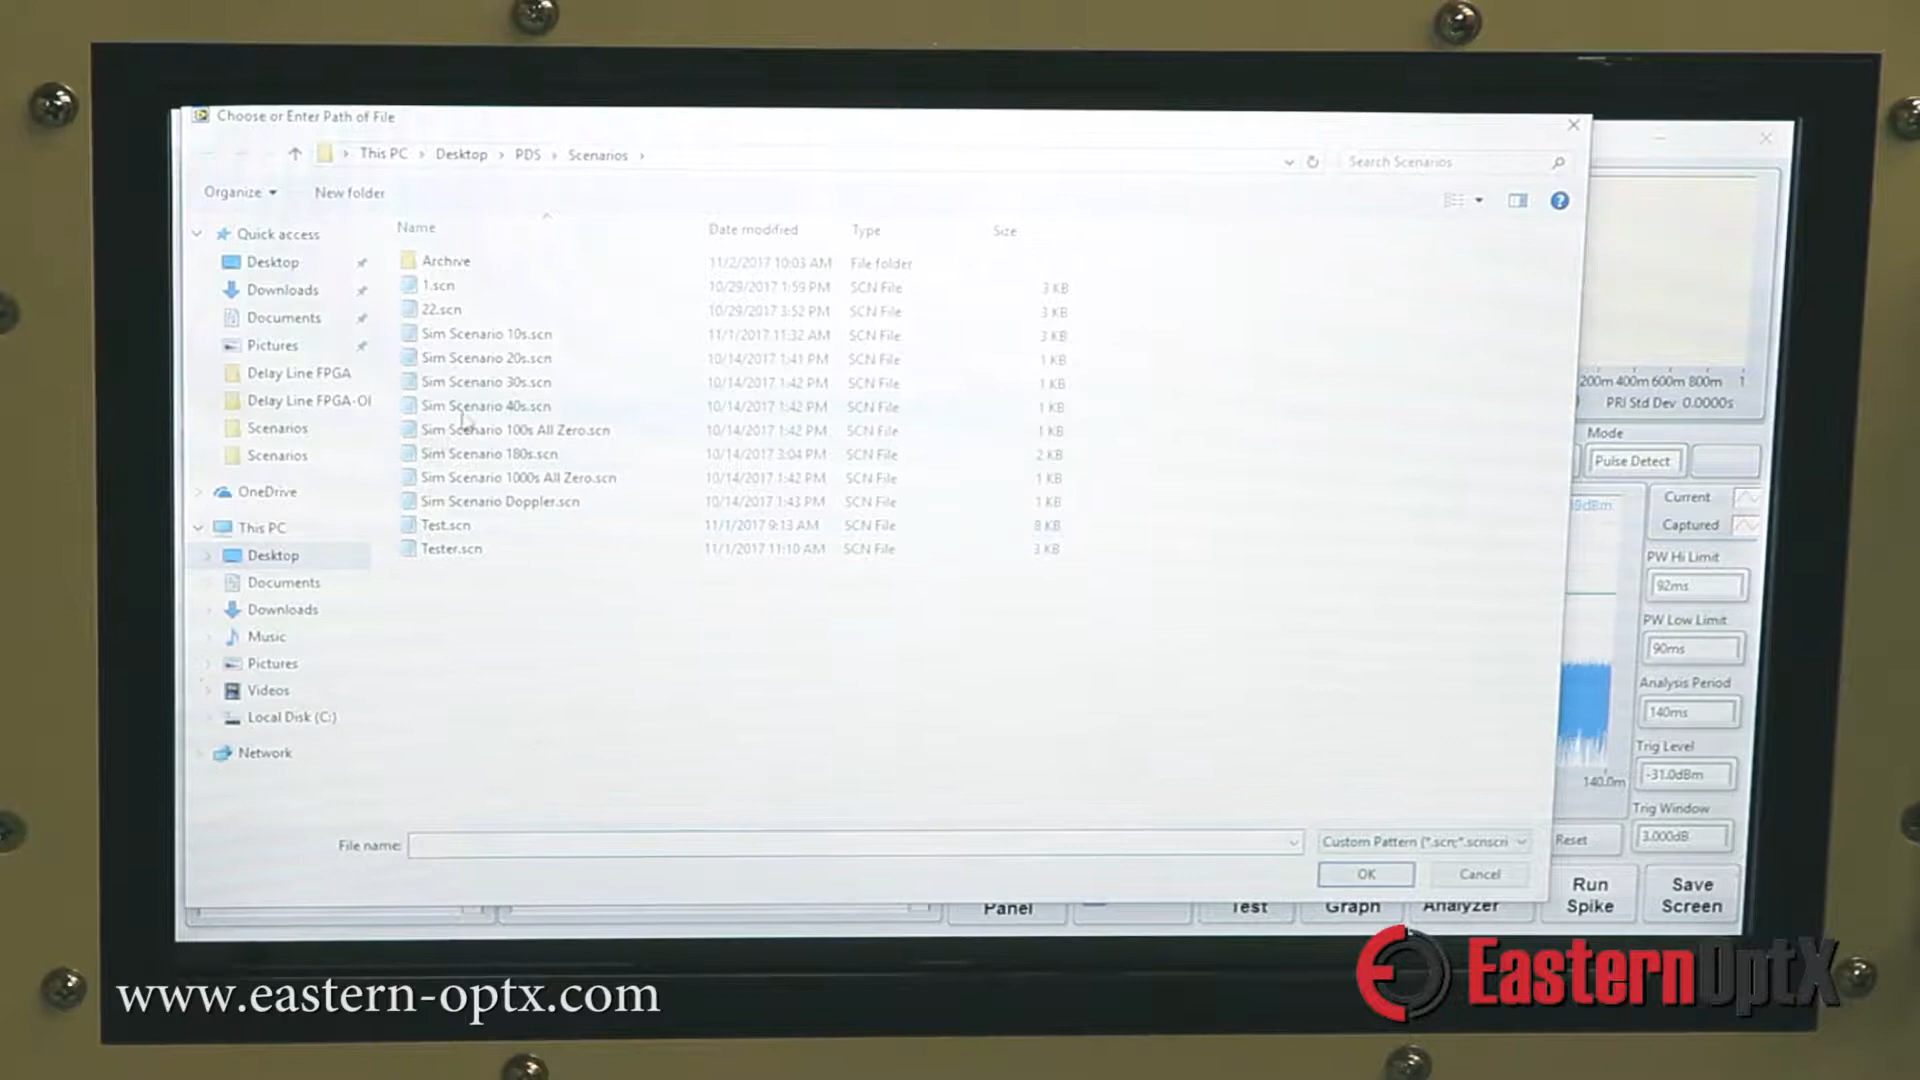 Choose or Enter Path of File
This PC > Desktop > PDS > Scenarios >
Search Scenarios
Organize
New folder
Name
Date modified
Type
Size
Quick access
Desktop
Downloads
Documents
Pictures
Delay Line FPGA
Delay Line FPGA-OI
Scenarios
Scenarios
OneDrive
This PC
Desktop
Documents
Downloads
Music
Pictures
Videos
Local Disk (C:)
Network
Archive 11/2/2017 10:03 AM File folder
1.scn 10/29/2017 1:59 PM SCN File 3 KB
22.scn 10/29/2017 3:52 PM SCN File 3 KB
Sim Scenario 10s.scn 11/1/2017 11:32 AM SCN File 3 KB
Sim Scenario 20s.scn 10/14/2017 1:41 PM SCN File 1 KB
Sim Scenario 30s.scn 10/14/2017 1:42 PM SCN File 1 KB
Sim Scenario 40s.scn 10/14/2017 1:42 PM SCN File 1 KB
Sim Scenario 100s All Zero.scn 10/14/2017 1:42 PM SCN File 1 KB
Sim Scenario 180s.scn 10/14/2017 3:04 PM SCN File 2 KB
Sim Scenario 1000s All Zero.scn 10/14/2017 1:42 PM SCN File 1 KB
Sim Scenario Doppler.scn 10/14/2017 1:43 PM SCN File 1 KB
Test.scn 11/1/2017 9:13 AM SCN File 8 KB
Tester.scn 11/1/2017 11:10 AM SCN File 3 KB
File name:
Custom Pattern (*.scn;*.scnscri
OK
Cancel
200m 400m 600m 800m 1
PRI Std Dev 0.0000s
Mode
Pulse Detect
Current
Captured
PW Hi Limit
92ms
PW Low Limit
90ms
Analysis Period
140ms
Trig Level
-31.0dBm
140.0m
Trig Window
3.000dB
Reset
Panel
Test
Graph
Analyzer
Run Spike
Save Screen
www.eastern-optx.com
EasternOptX